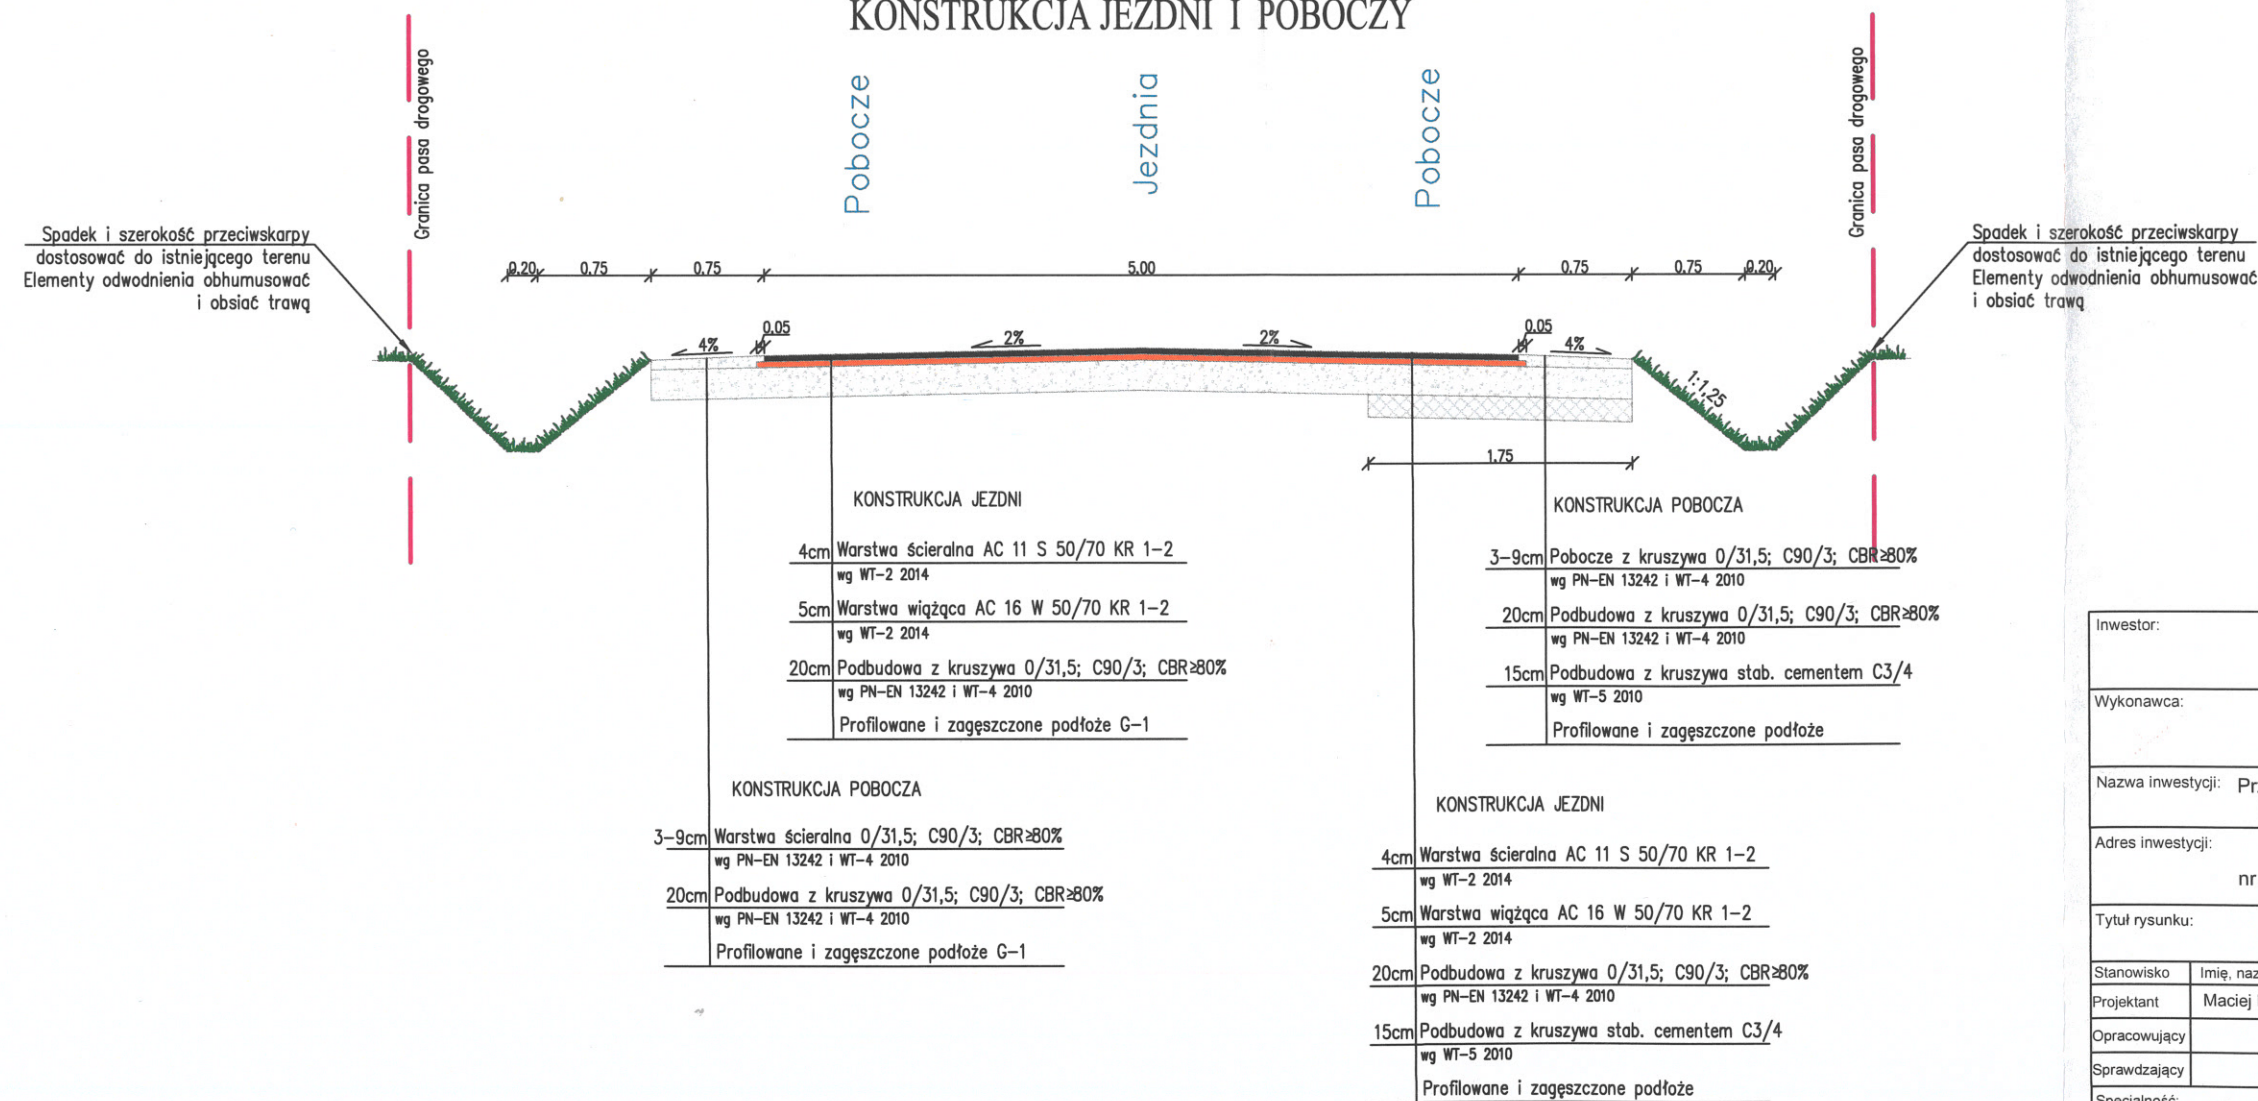 KONSTRUKCJA JEZDNI I POBOCZY
Granica pasa drogowego
Pobocze
Jezdnia
Pobocze
Granica pasa drogowego
Spadek i szerokość przeciwskarpy
dostosować do istniejącego terenu
Elementy odwodnienia obhumusować
i obsiać trawą
Spadek i szerokość przeciwskarpy
dostosować do istniejącego terenu
Elementy odwodnienia obhumusować
i obsiać trawą
0.20 0.75 0.75 5.00 0.75 0.75 0.20
0.05 0.05
4% 2% 2% 4%
1:1,25
1.75
KONSTRUKCJA JEZDNI
4cm Warstwa ścieralna AC 11 S 50/70 KR 1-2
wg WT-2 2014
5cm Warstwa wiążąca AC 16 W 50/70 KR 1-2
wg WT-2 2014
20cm Podbudowa z kruszywa 0/31,5; C90/3; CBR≥80%
wg PN-EN 13242 i WT-4 2010
Profilowane i zagęszczone podłoże G-1
KONSTRUKCJA POBOCZA
3-9cm Pobocze z kruszywa 0/31,5; C90/3; CBR≥80%
wg PN-EN 13242 i WT-4 2010
20cm Podbudowa z kruszywa 0/31,5; C90/3; CBR≥80%
wg PN-EN 13242 i WT-4 2010
15cm Podbudowa z kruszywa stab. cementem C3/4
wg WT-5 2010
Profilowane i zagęszczone podłoże
KONSTRUKCJA POBOCZA
3-9cm Warstwa ścieralna 0/31,5; C90/3; CBR≥80%
wg PN-EN 13242 i WT-4 2010
20cm Podbudowa z kruszywa 0/31,5; C90/3; CBR≥80%
wg PN-EN 13242 i WT-4 2010
Profilowane i zagęszczone podłoże G-1
KONSTRUKCJA JEZDNI
4cm Warstwa ścieralna AC 11 S 50/70 KR 1-2
wg WT-2 2014
5cm Warstwa wiążąca AC 16 W 50/70 KR 1-2
wg WT-2 2014
20cm Podbudowa z kruszywa 0/31,5; C90/3; CBR≥80%
wg PN-EN 13242 i WT-4 2010
15cm Podbudowa z kruszywa stab. cementem C3/4
wg WT-5 2010
Profilowane i zagęszczone podłoże
Inwestor:
Wykonawca:
Nazwa inwestycji:
Adres inwestycji:
nr
Tytuł rysunku:
Stanowisko Imię,
Projektant Maciej
Opracowujący
Sprawdzający
Specjalność: